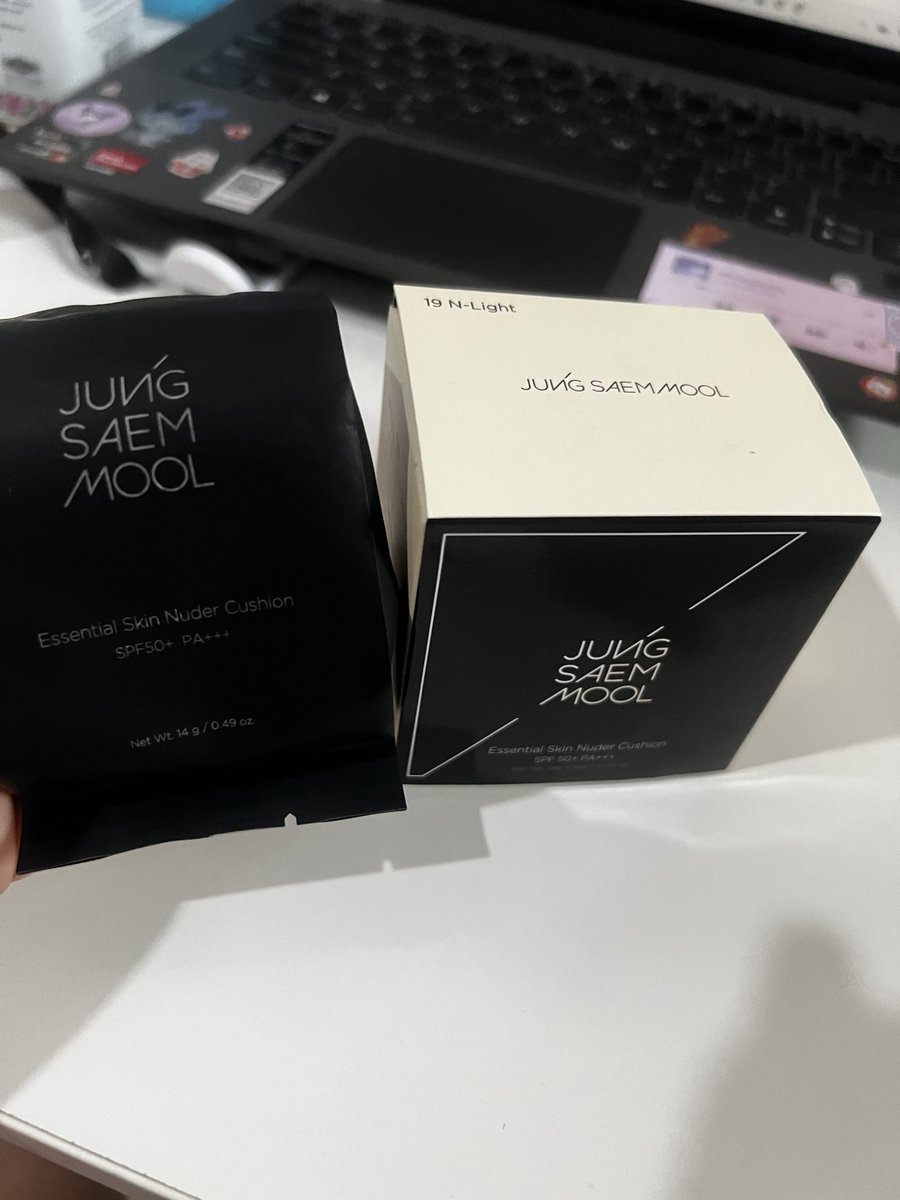 JUNG
SAEM
MOOL
Essential Skin Nuder Cushion
SPF50+ PA+++
Net Wt. 14 g / 0.49 oz.
19 N-Light
JUNG SAEM MOOL
JUNG
SAEM
MOOL
Essential Skin Nuder Cushion
SPF 50+ PA+++